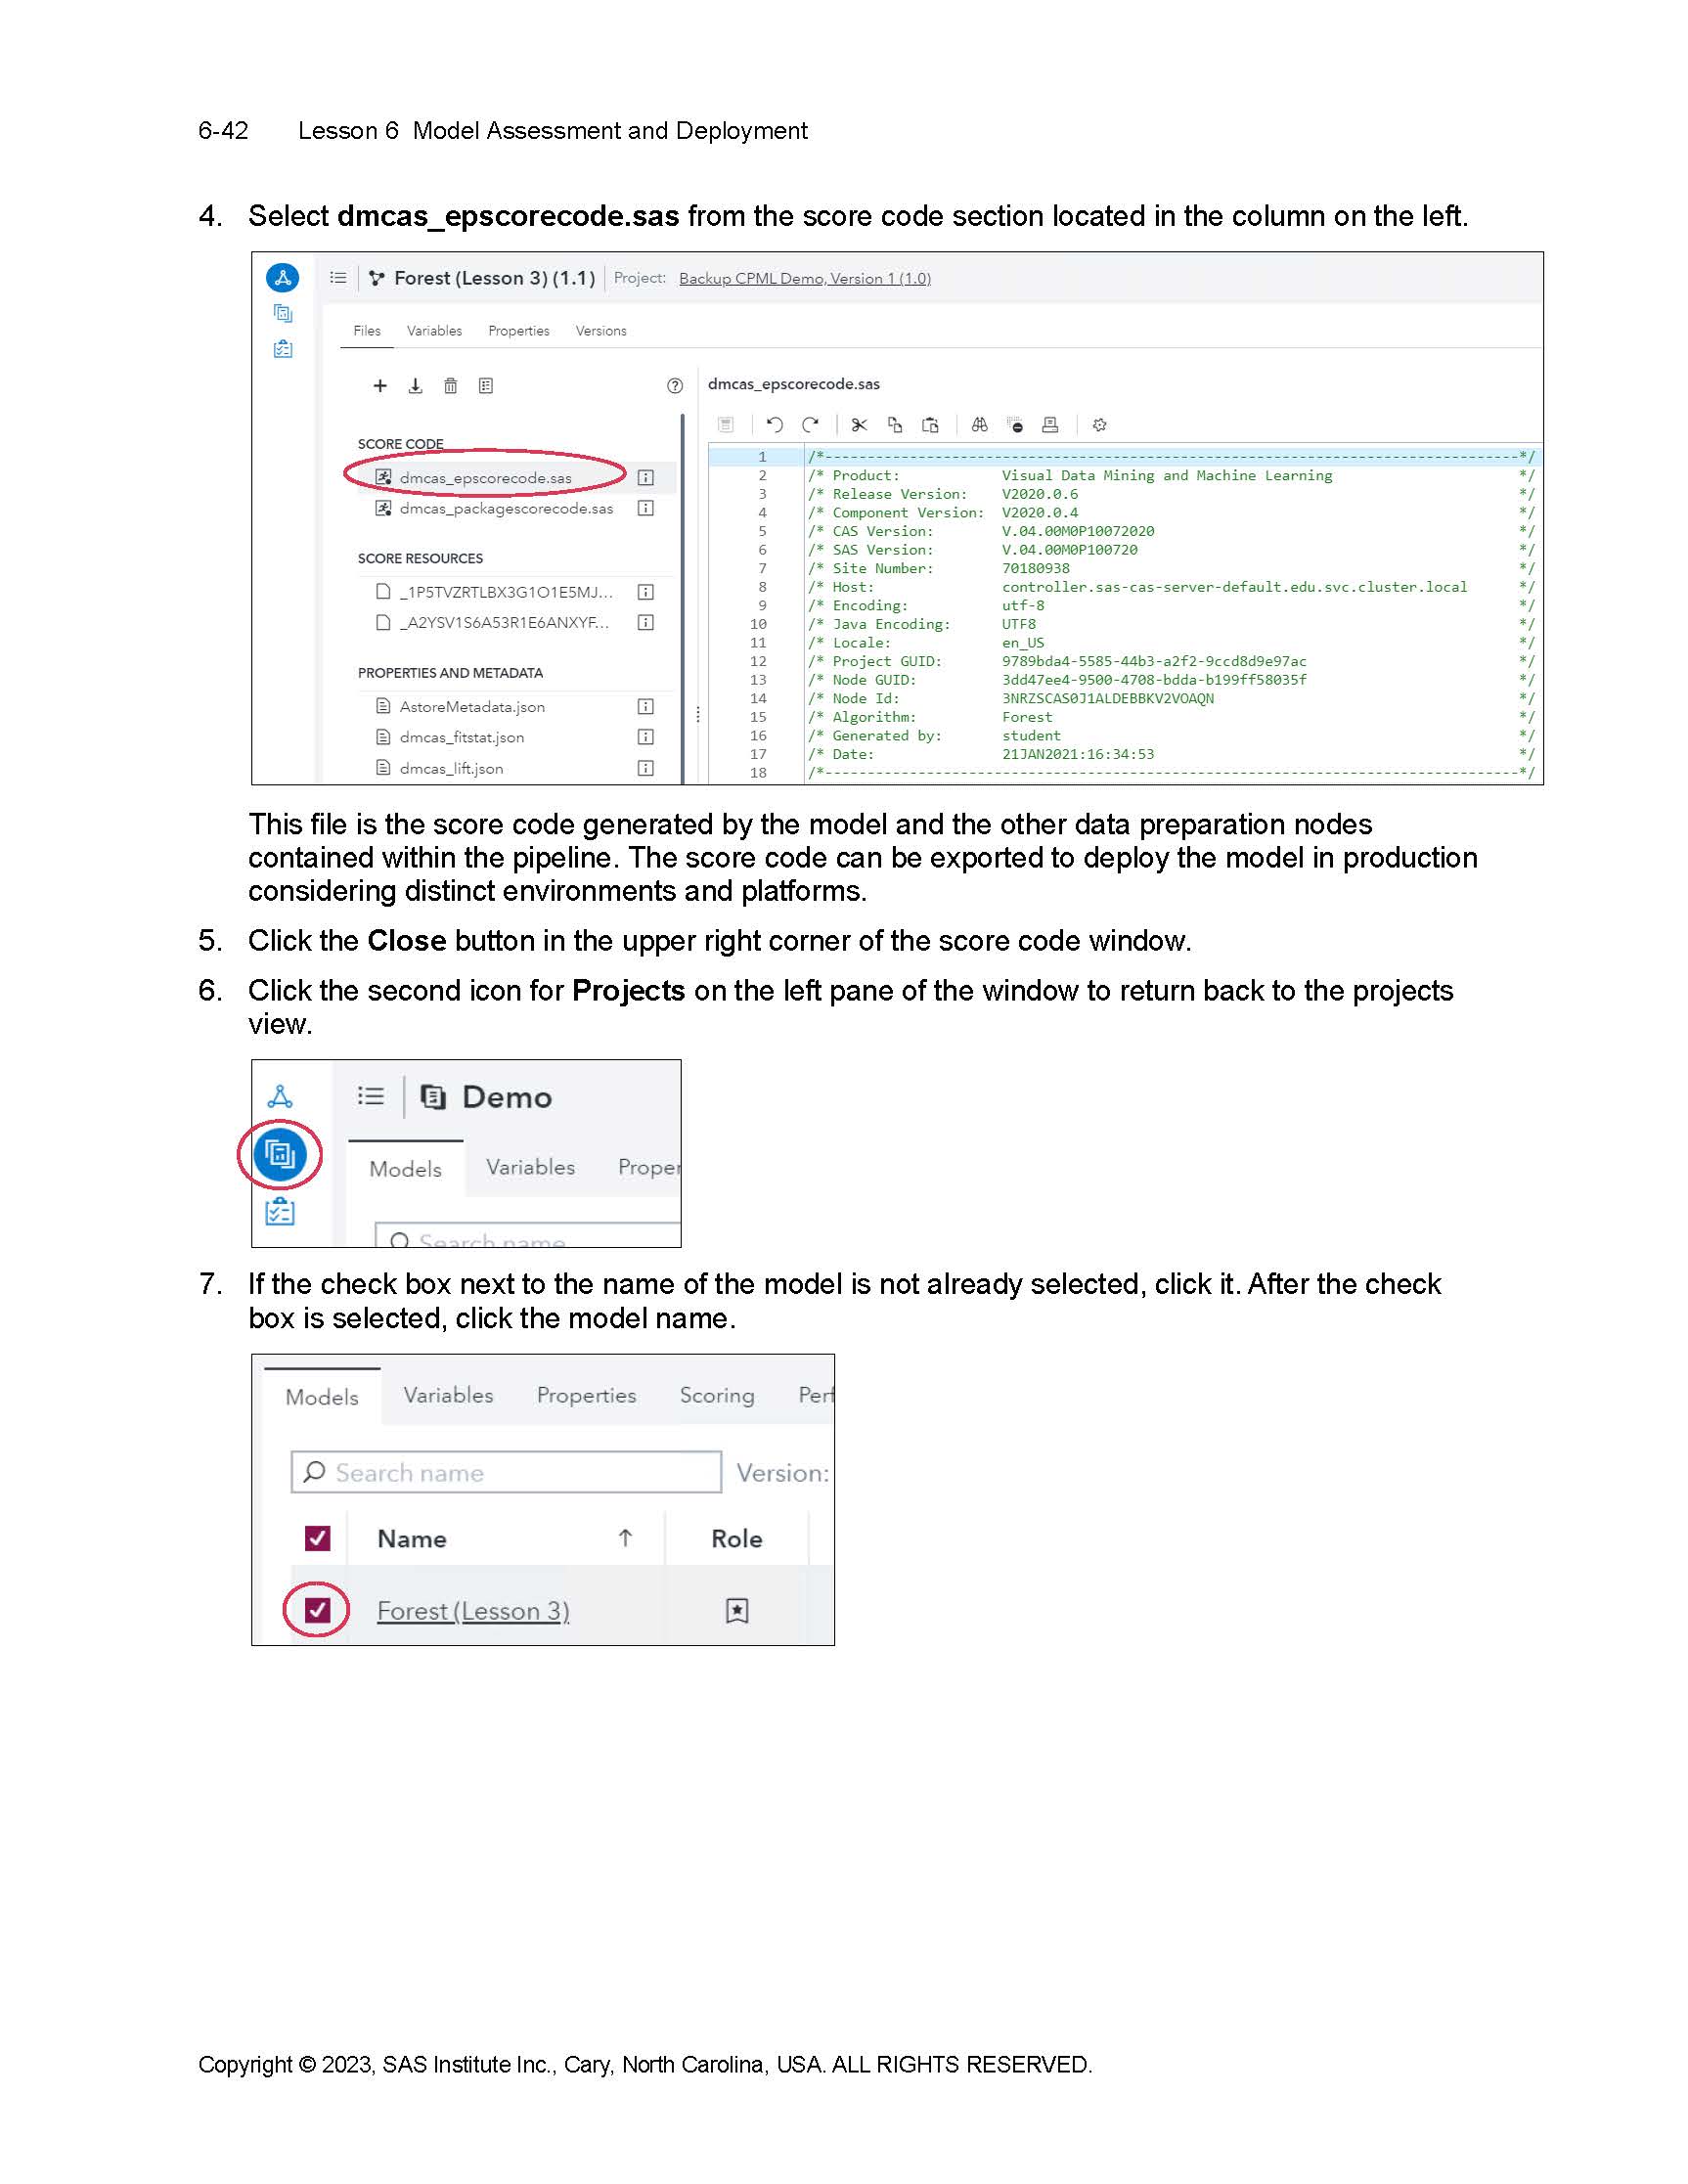 6-42 Lesson 6 Model Assessment and Deployment
4. Select dmcas_epscorecode.sas from the score code section located in the column on the left.
Forest (Lesson 3) (1.1) Project: Backup CPML Demo, Version 1 (1.0)
Files Variables Properties Versions
dmcas_epscorecode.sas
SCORE CODE
dmcas_epscorecode.sas
dmcas_packagescorecode.sas
SCORE RESOURCES
_1P5TVZRTLBX3G1O1E5MJ...
_A2YSV1S6A53R1E6ANXYF...
PROPERTIES AND METADATA
AstoreMetadata.json
dmcas_fitstat.json
dmcas_lift.json
1 /*----------------------------------------------------------------------------------*/
2 /* Product: Visual Data Mining and Machine Learning */
3 /* Release Version: V2020.0.6 */
4 /* Component Version: V2020.0.4 */
5 /* CAS Version: V.04.00M0P10072020 */
6 /* SAS Version: V.04.00M0P100720 */
7 /* Site Number: 70180938 */
8 /* Host: controller.sas-cas-server-default.edu.svc.cluster.local */
9 /* Encoding: utf-8 */
10 /* Java Encoding: UTF8 */
11 /* Locale: en_US */
12 /* Project GUID: 9789bda4-5585-44b3-a2f2-9ccd8d9e97ac */
13 /* Node GUID: 3dd47ee4-9500-4708-bdda-b199ff58035f */
14 /* Node Id: 3NRZSCAS0J1ALDEBBKV2VOAQN */
15 /* Algorithm: Forest */
16 /* Generated by: student */
17 /* Date: 21JAN2021:16:34:53 */
18 /*----------------------------------------------------------------------------------*/
This file is the score code generated by the model and the other data preparation nodes
contained within the pipeline. The score code can be exported to deploy the model in production
considering distinct environments and platforms.
5. Click the Close button in the upper right corner of the score code window.
6. Click the second icon for Projects on the left pane of the window to return back to the projects
view.
Demo
Models Variables Proper
Search name
7. If the check box next to the name of the model is not already selected, click it. After the check
box is selected, click the model name.
Models Variables Properties Scoring Perf
Search name Version:
Name Role
Forest (Lesson 3)
Copyright © 2023, SAS Institute Inc., Cary, North Carolina, USA. ALL RIGHTS RESERVED.